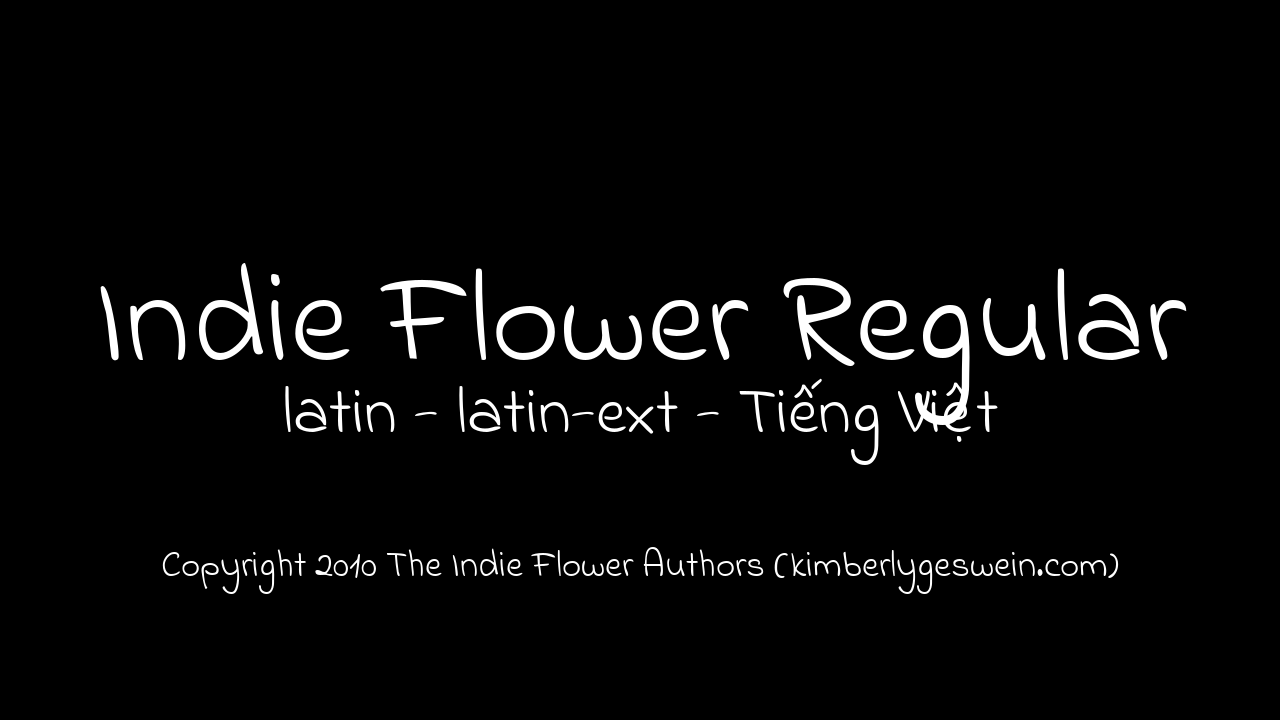 Indie Flower Regular
latin - latin-ext - Tiếng Việt
Copyright 2010 The Indie Flower Authors (kimberlygeswein.com)